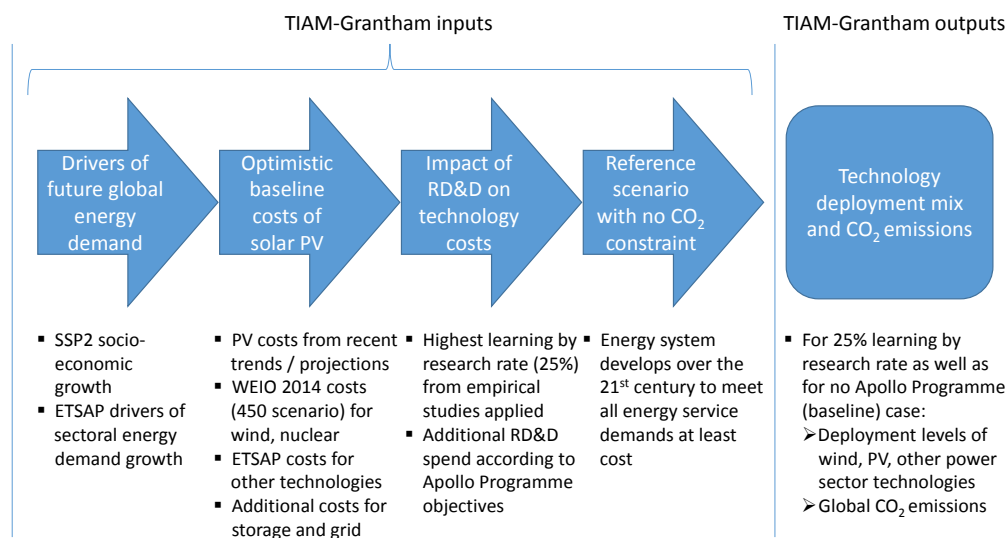 TIAM-Grantham inputs
TIAM-Grantham outputs
Drivers of
future global
energy
demand
Optimistic
baseline
costs of
solar PV
Impact of
RD&D on
technology
costs
Reference
scenario
with no CO2
constraint
Technology
deployment mix
and CO2 emissions
▪ SSP2 socio-
economic
growth
▪ ETSAP drivers of
sectoral energy
demand growth
▪ PV costs from recent
trends / projections
▪ WEIO 2014 costs
(450 scenario) for
wind, nuclear
▪ ETSAP costs for
other technologies
▪ Additional costs for
storage and grid
▪ Highest learning by
research rate (25%)
from empirical
studies applied
▪ Additional RD&D
spend according to
Apollo Programme
objectives
▪ Energy system
develops over the
21st century to meet
all energy service
demands at least
cost
▪ For 25% learning by
research rate as well as
for no Apollo Programme
(baseline) case:
➢Deployment levels of
wind, PV, other power
sector technologies
➢Global CO2 emissions